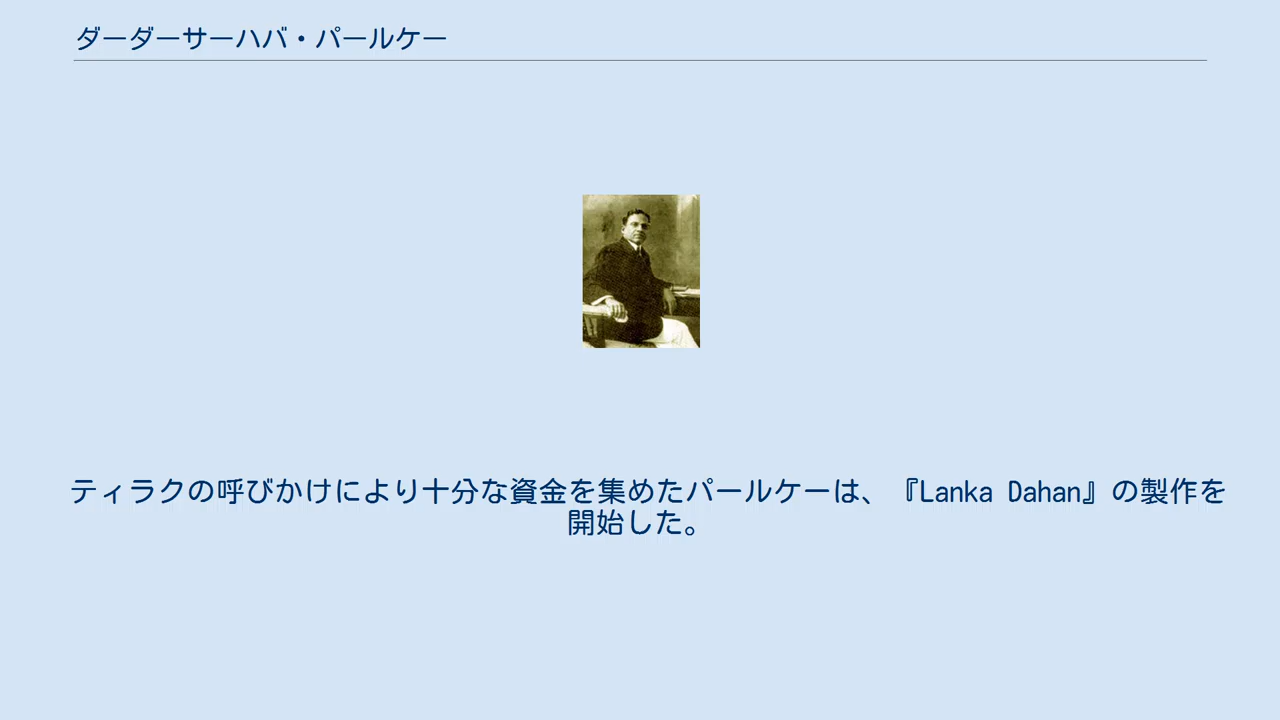 ダーダーサーハバ・パールケー
ティラクの呼びかけにより十分な資金を集めたパールケーは、『Lanka Dahan』の製作を
開始した。